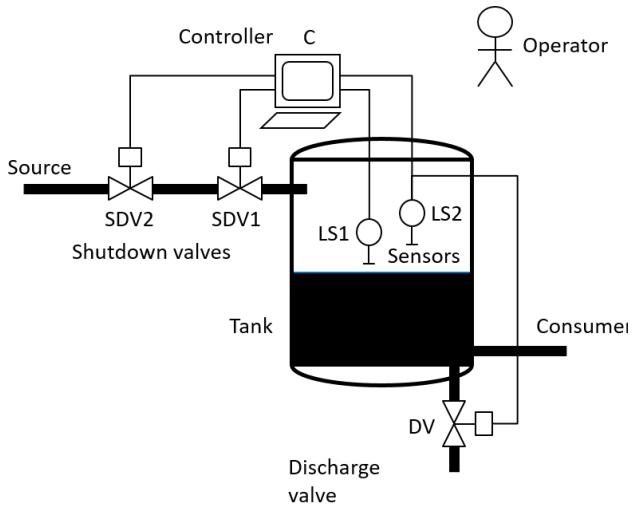 Controller
C
Operator
Source
SDV2
SDV1
Shutdown valves
LS1
LS2
Sensors
Tank
Consumer
DV
Discharge
valve